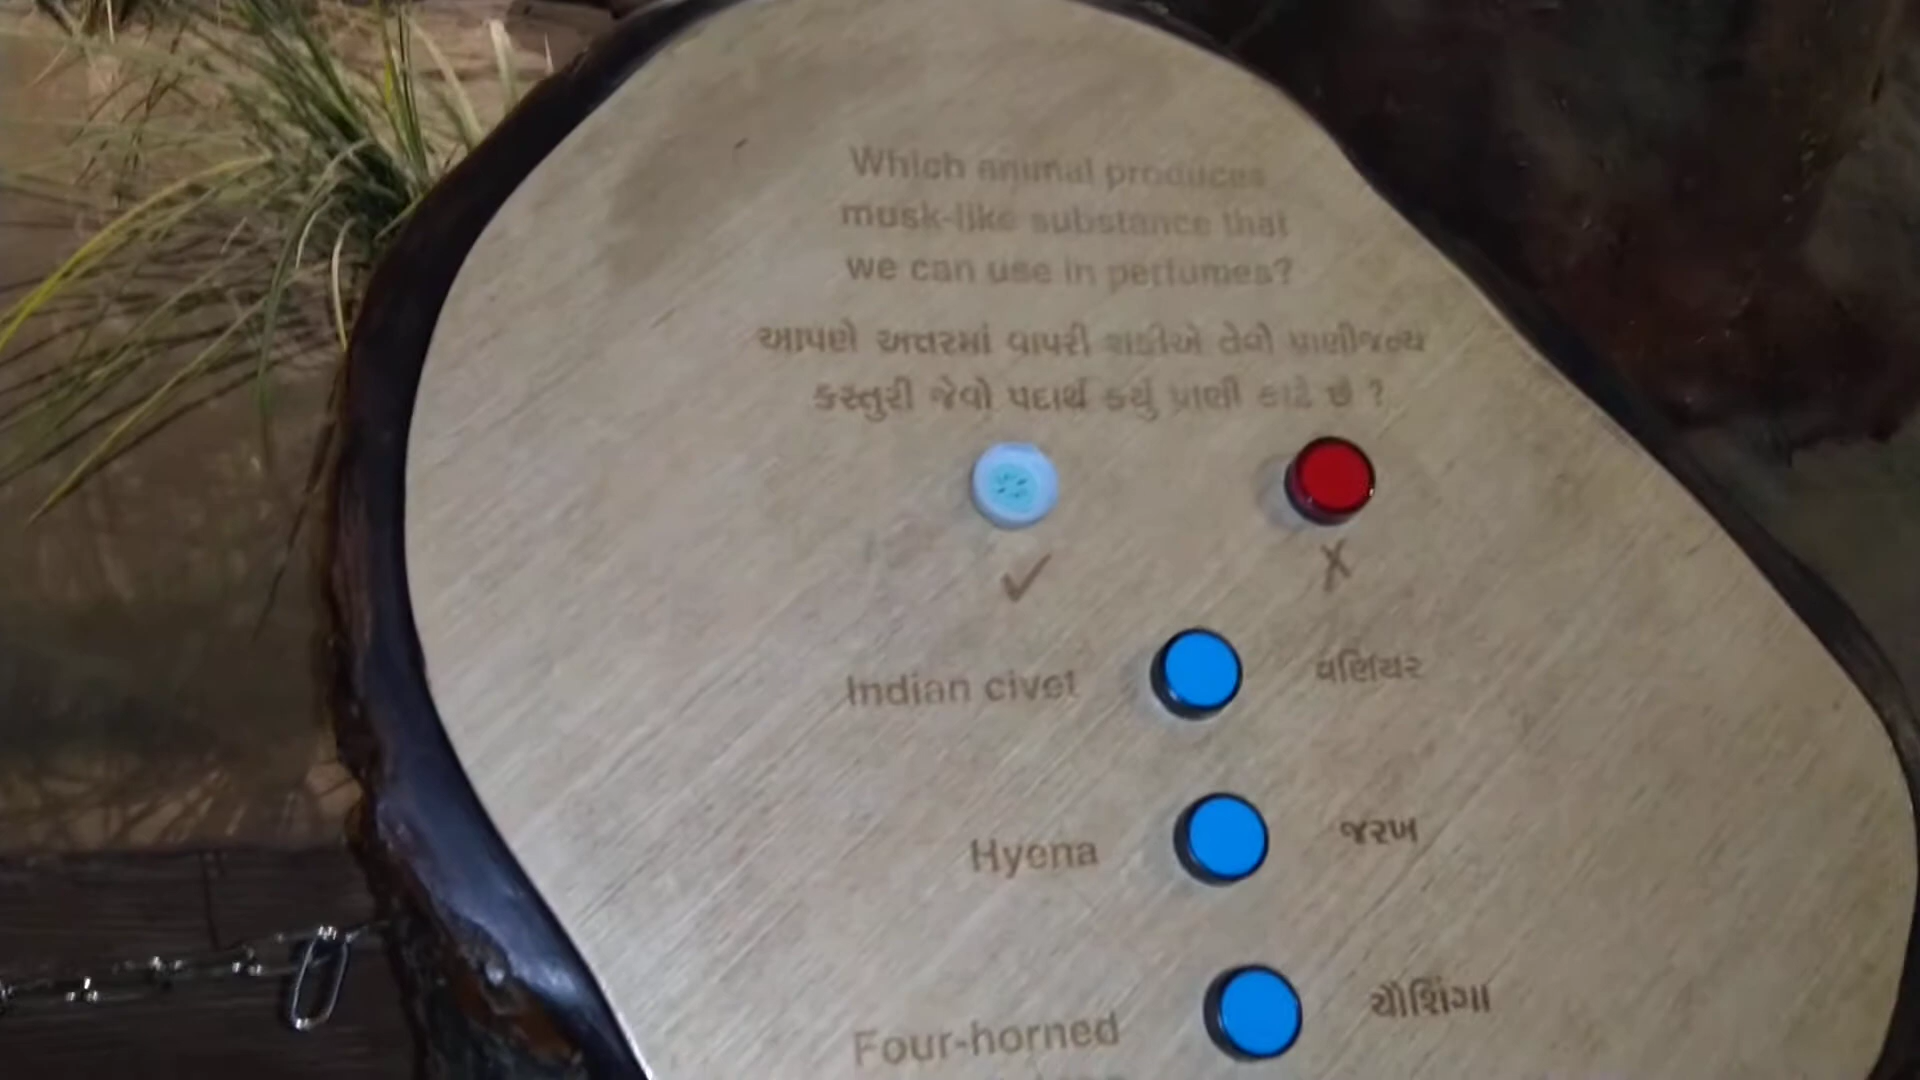 Which animal produces
musk-like substance that
we can use in perfumes?
આપણે અત્તરમાં વાપરી શકીએ તેવો પ્રાણીજન્ય
કસ્તુરી જેવો પદાર્થ કયું પ્રાણી કાઢે છે ?
✓ X
Indian civet વણિયર
Hyena જરખ
Four-horned ચૌશિંગા